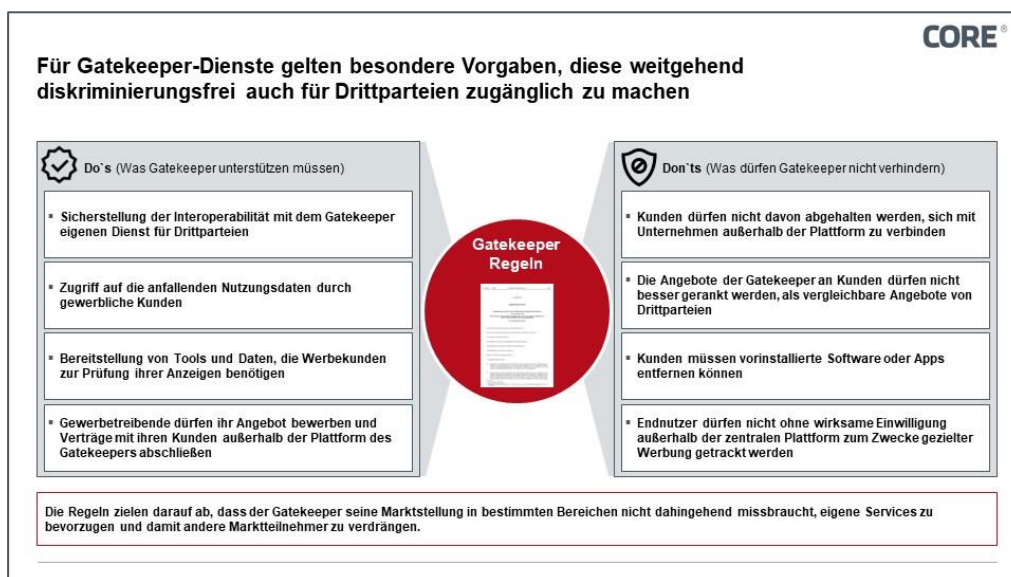 CORE®
Für Gatekeeper-Dienste gelten besondere Vorgaben, diese weitgehend
diskriminierungsfrei auch für Drittparteien zugänglich zu machen
Do`s (Was Gatekeeper unterstützen müssen)
▪ Sicherstellung der Interoperabilität mit dem Gatekeeper
eigenen Dienst für Drittparteien
▪ Zugriff auf die anfallenden Nutzungsdaten durch
gewerbliche Kunden
▪ Bereitstellung von Tools und Daten, die Werbekunden
zur Prüfung ihrer Anzeigen benötigen
▪ Gewerbetreibende dürfen ihr Angebot bewerben und
Verträge mit ihren Kunden außerhalb der Plattform des
Gatekeepers abschließen
Gatekeeper
Regeln
Don`ts (Was dürfen Gatekeeper nicht verhindern)
▪ Kunden dürfen nicht davon abgehalten werden, sich mit
Unternehmen außerhalb der Plattform zu verbinden
▪ Die Angebote der Gatekeeper an Kunden dürfen nicht
besser gerankt werden, als vergleichbare Angebote von
Drittparteien
▪ Kunden müssen vorinstallierte Software oder Apps
entfernen können
▪ Endnutzer dürfen nicht ohne wirksame Einwilligung
außerhalb der zentralen Plattform zum Zwecke gezielter
Werbung getrackt werden
Die Regeln zielen darauf ab, dass der Gatekeeper seine Marktstellung in bestimmten Bereichen nicht dahingehend missbraucht, eigene Services zu
bevorzugen und damit andere Marktteilnehmer zu verdrängen.